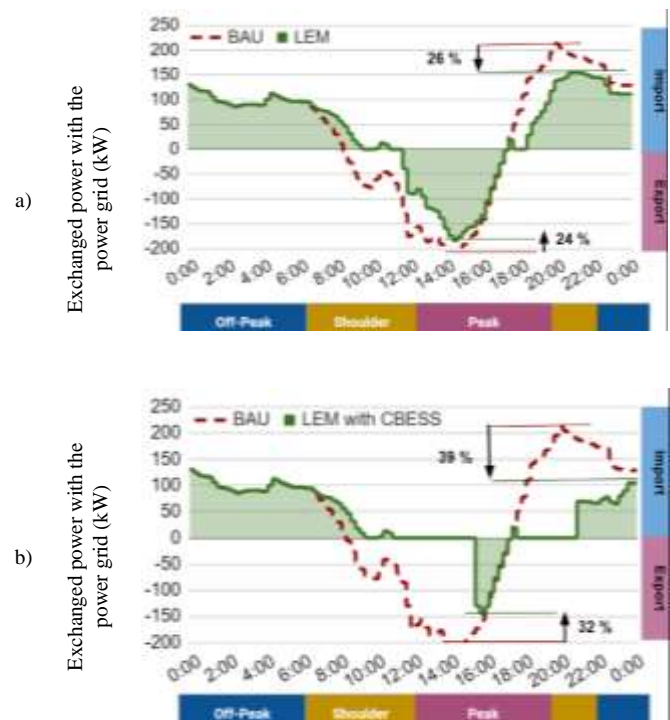 250
BAU LEM
200
26 %
150
100
50
0
-50
-100
-150
24 %
-200
0:00 2:00 4:00 6:00 8:00 10:00 12:00 14:00 16:00 18:00 20:00 22:00 0:00
Import
Export
Exchanged power with the
power grid (kW)
a)
Off-Peak Shoulder Peak
250
BAU LEM with CBESS
200
39 %
150
100
50
0
-50
-100
-150
32 %
-200
0:00 2:00 4:00 6:00 8:00 10:00 12:00 14:00 16:00 18:00 20:00 22:00 0:00
Import
Export
Exchanged power with the
power grid (kW)
b)
Off-Peak Shoulder Peak